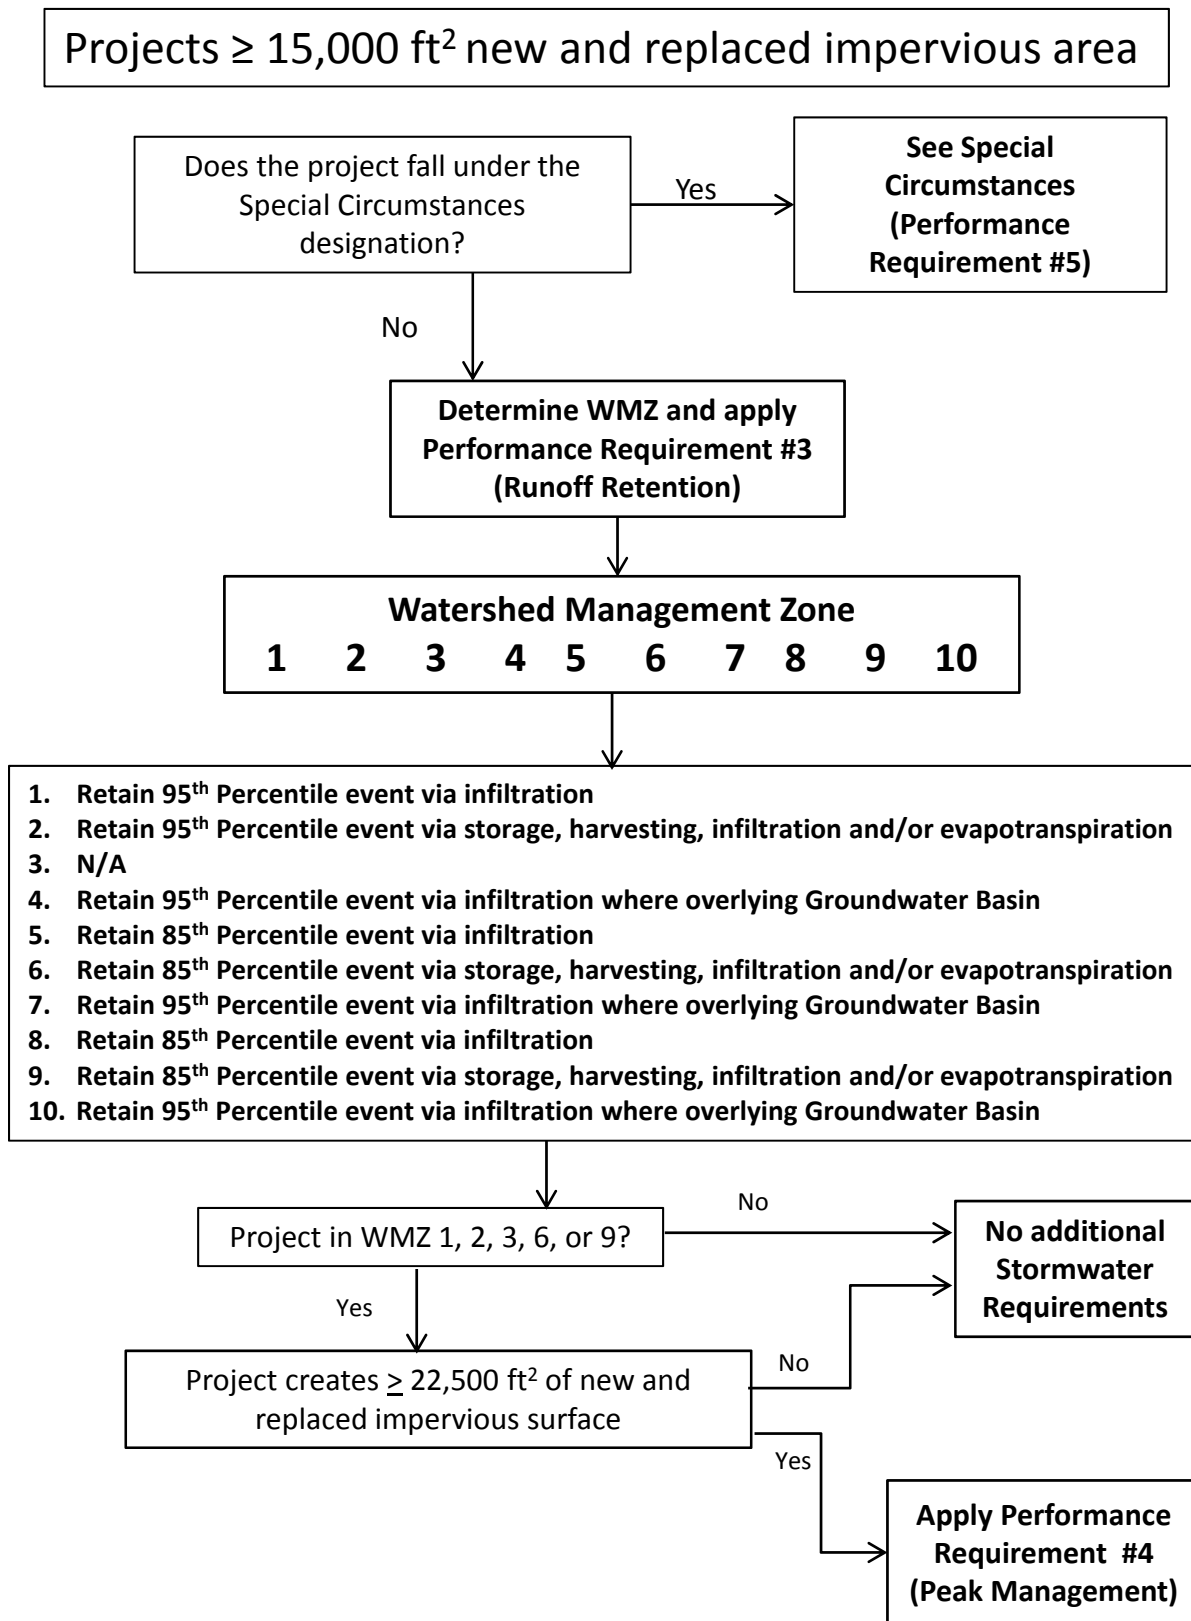 Projects ≥ 15,000 ft² new and replaced impervious area
Does the project fall under the
Special Circumstances
designation?
Yes
See Special
Circumstances
(Performance
Requirement #5)
No
Determine WMZ and apply
Performance Requirement #3
(Runoff Retention)
Watershed Management Zone
1 2 3 4 5 6 7 8 9 10
1. Retain 95th Percentile event via infiltration
2. Retain 95th Percentile event via storage, harvesting, infiltration and/or evapotranspiration
3. N/A
4. Retain 95th Percentile event via infiltration where overlying Groundwater Basin
5. Retain 85th Percentile event via infiltration
6. Retain 85th Percentile event via storage, harvesting, infiltration and/or evapotranspiration
7. Retain 95th Percentile event via infiltration where overlying Groundwater Basin
8. Retain 85th Percentile event via infiltration
9. Retain 85th Percentile event via storage, harvesting, infiltration and/or evapotranspiration
10. Retain 95th Percentile event via infiltration where overlying Groundwater Basin
Project in WMZ 1, 2, 3, 6, or 9?
No
No additional
Stormwater
Requirements
Yes
Project creates ≥ 22,500 ft² of new and
replaced impervious surface
No
Yes
Apply Performance
Requirement #4
(Peak Management)